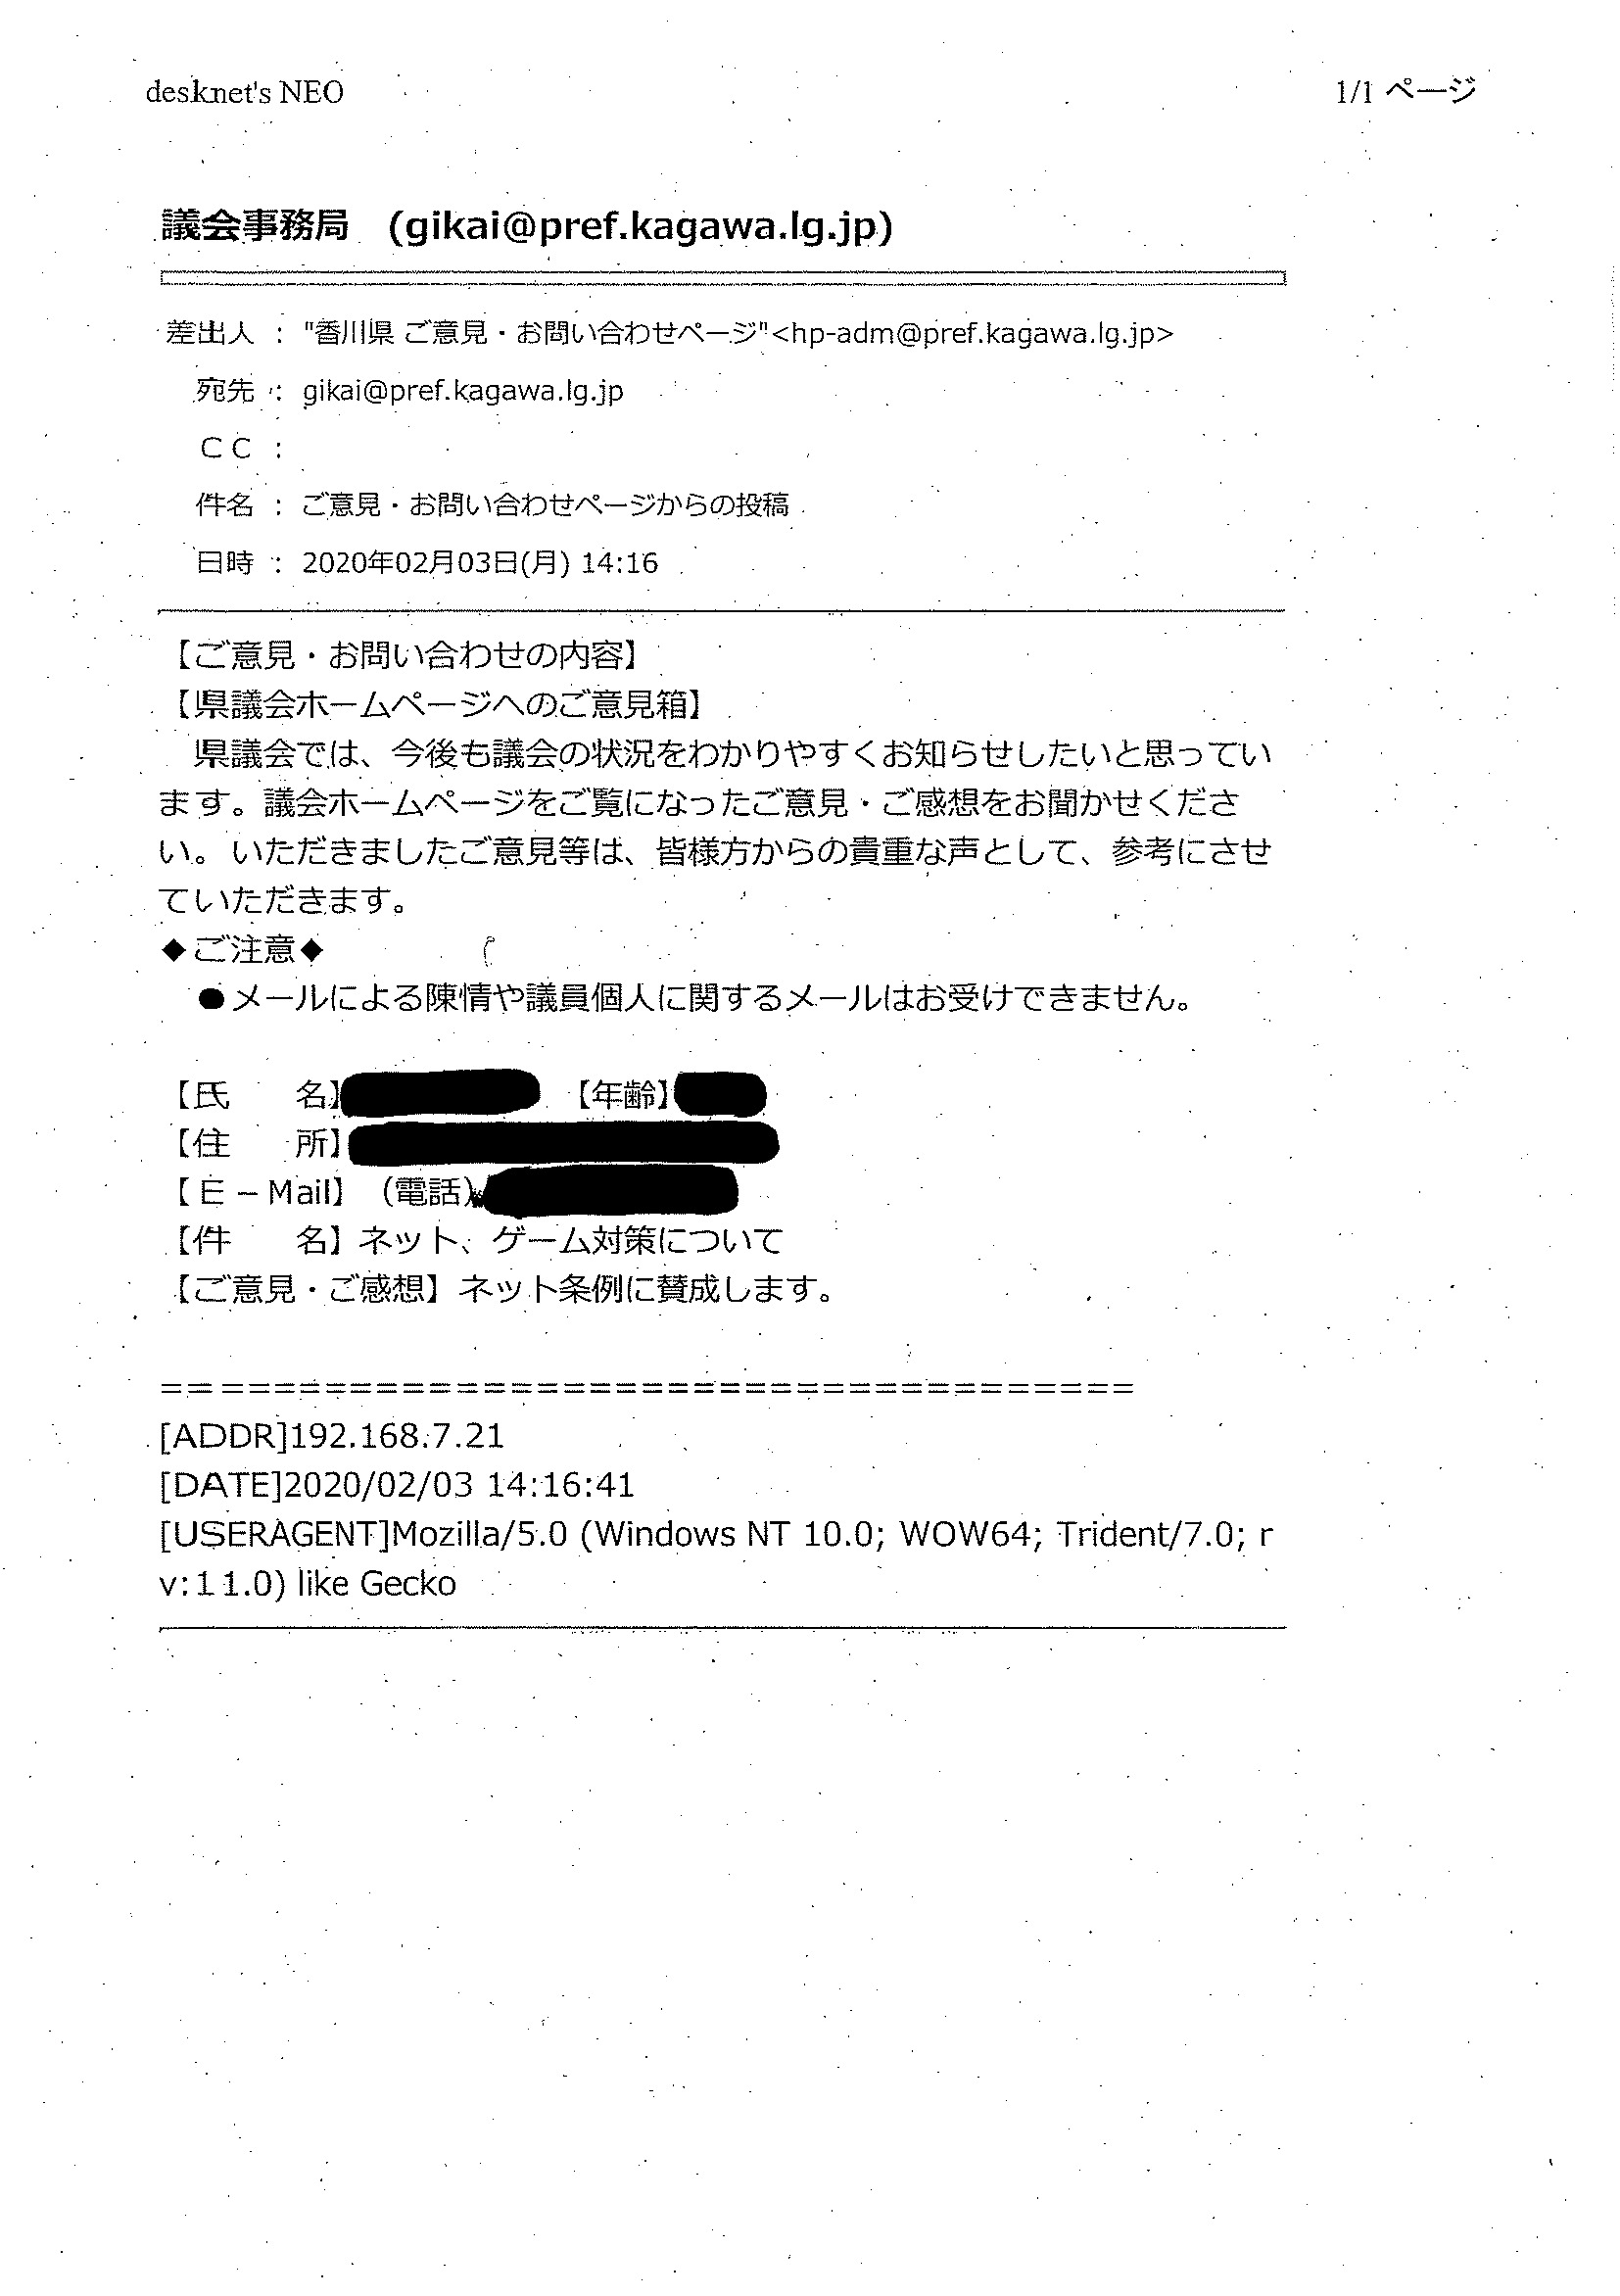 desknet's NEO
1/1 ページ
議会事務局 (gikai@pref.kagawa.lg.jp)
差出人 : "香川県 ご意見・お問い合わせページ"<hp-adm@pref.kagawa.lg.jp>
宛先 : gikai@pref.kagawa.lg.jp
ＣＣ :
件名 : ご意見・お問い合わせページからの投稿
日時 : 2020年02月03日(月) 14:16
【ご意見・お問い合わせの内容】
【県議会ホームページへのご意見箱】
　県議会では、今後も議会の状況をわかりやすくお知らせしたいと思ってい
ます。議会ホームページをご覧になったご意見・ご感想をお聞かせくださ
い。いただきましたご意見等は、皆様方からの貴重な声として、参考にさせ
ていただきます。
◆ご注意◆
　●メールによる陳情や議員個人に関するメールはお受けできません。
【氏　　名】　【年齢】
【住　　所】
【Ｅ－Mail】（電話）
【件　　名】ネット、ゲーム対策について
【ご意見・ご感想】ネット条例に賛成します。
=====================================
[ADDR]192.168.7.21
[DATE]2020/02/03 14:16:41
[USERAGENT]Mozilla/5.0 (Windows NT 10.0; WOW64; Trident/7.0; r
v:11.0) like Gecko